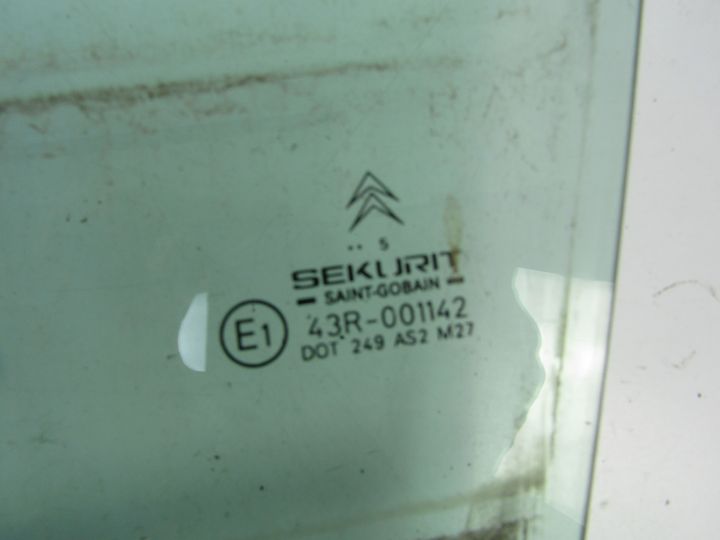 .. 5
SEKURIT
SAINT-GOBAIN
E1 43R-001142
DOT 249 AS2 M27